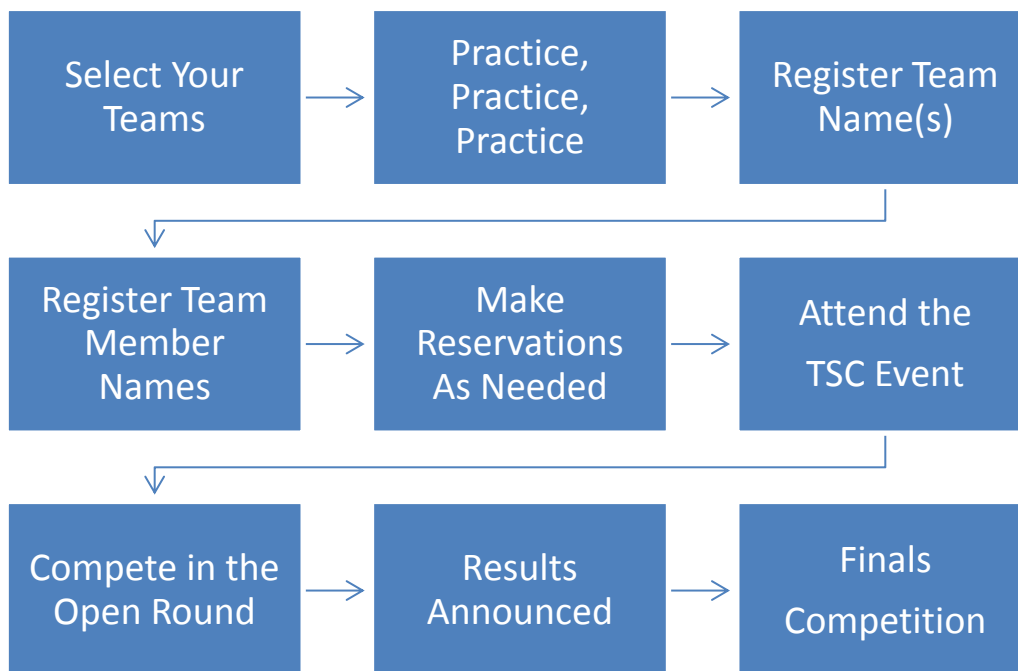 Select Your
Teams
Practice,
Practice,
Practice
Register Team
Name(s)
Register Team
Member
Names
Make
Reservations
As Needed
Attend the
TSC Event
Compete in the
Open Round
Results
Announced
Finals
Competition